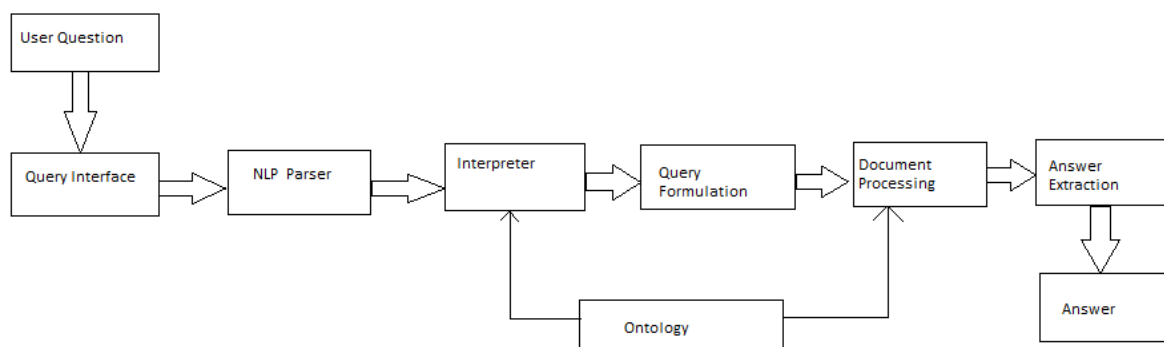 User Question
Query Interface
NLP Parser
Interpreter
Query
Formulation
Document
Processing
Answer
Extraction
Ontology
Answer